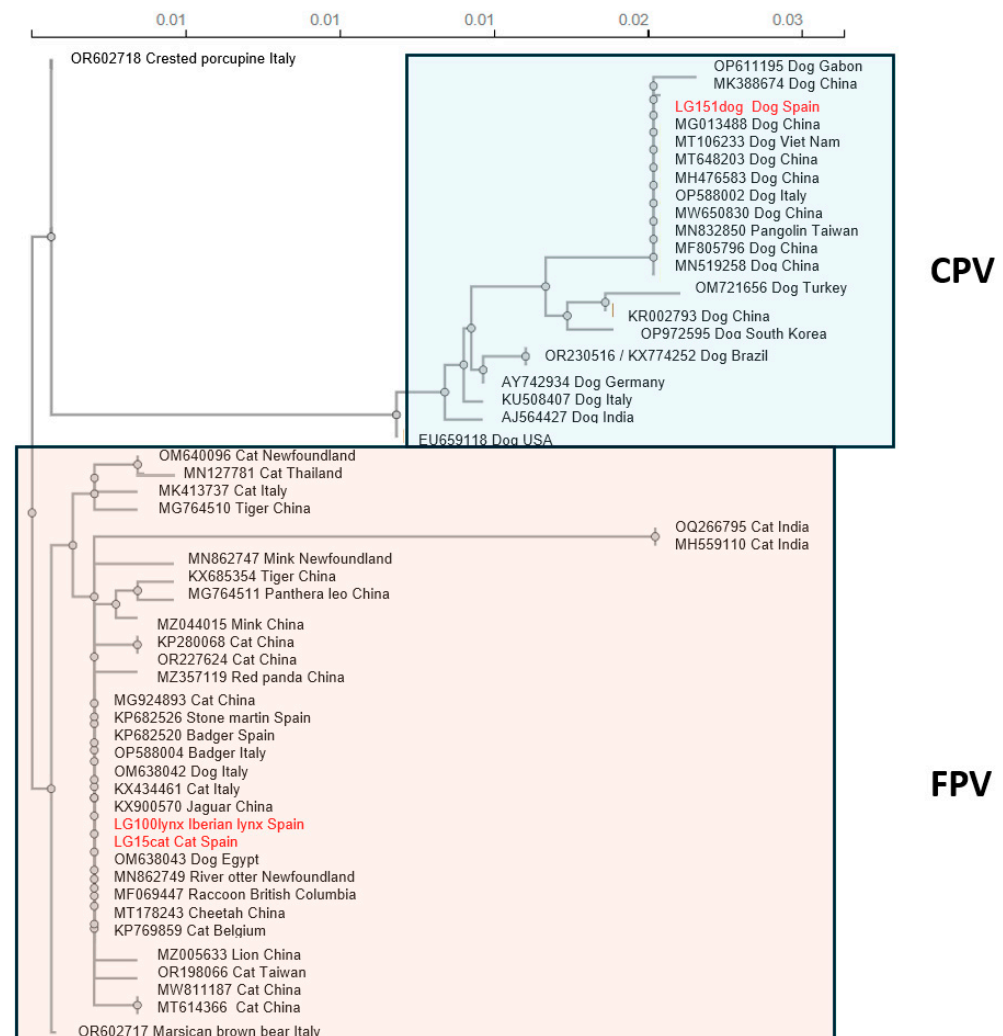 0.01 0.01 0.01 0.02 0.03
OR602718 Crested porcupine Italy
OP611195 Dog Gabon
MK388674 Dog China
LG151dog Dog Spain
MG013488 Dog China
MT106233 Dog Viet Nam
MT648203 Dog China
MH476583 Dog China
OP588002 Dog Italy
MW650830 Dog China
MN832850 Pangolin Taiwan
MF805796 Dog China
MN519258 Dog China
OM721656 Dog Turkey
KR002793 Dog China
OP972595 Dog South Korea
OR230516 / KX774252 Dog Brazil
AY742934 Dog Germany
KU508407 Dog Italy
AJ564427 Dog India
EU659118 Dog USA
CPV
OM640096 Cat Newfoundland
MN127781 Cat Thailand
MK413737 Cat Italy
MG764510 Tiger China
OQ266795 Cat India
MH559110 Cat India
MN862747 Mink Newfoundland
KX685354 Tiger China
MG764511 Panthera leo China
MZ044015 Mink China
KP280068 Cat China
OR227624 Cat China
MZ357119 Red panda China
MG924893 Cat China
KP682526 Stone martin Spain
KP682520 Badger Spain
OP588004 Badger Italy
OM638042 Dog Italy
KX434461 Cat Italy
KX900570 Jaguar China
LG100lynx Iberian lynx Spain
LG15cat Cat Spain
OM638043 Dog Egypt
MN862749 River otter Newfoundland
MF069447 Raccoon British Columbia
MT178243 Cheetah China
KP769859 Cat Belgium
MZ005633 Lion China
OR198066 Cat Taiwan
MW811187 Cat China
MT614366 Cat China
OR602717 Marsican brown bear Italy
FPV